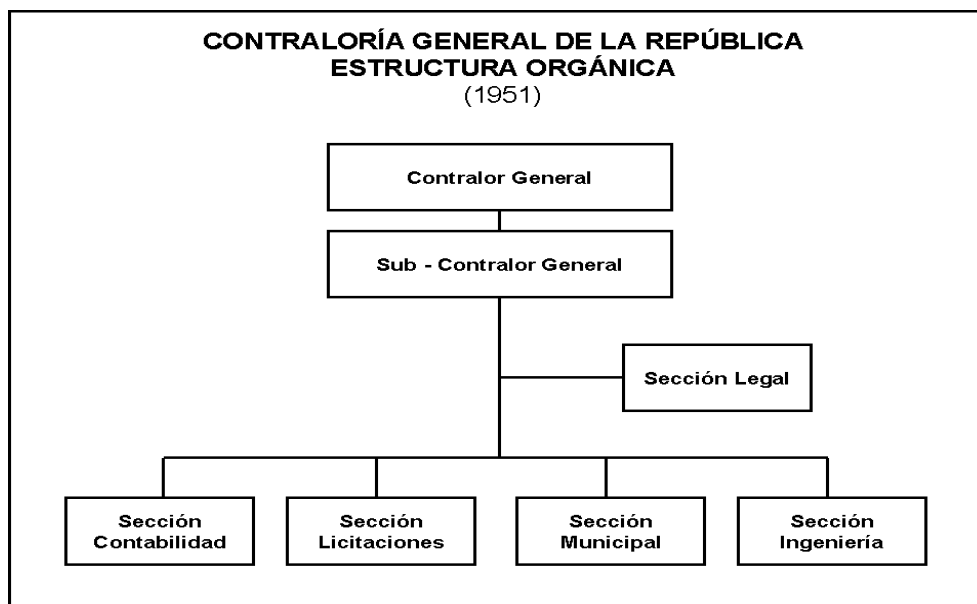 CONTRALORÍA GENERAL DE LA REPÚBLICA
ESTRUCTURA ORGÁNICA
(1951)
Contralor General
Sub - Contralor General
Sección Legal
Sección
Contabilidad
Sección
Licitaciones
Sección
Municipal
Sección
Ingeniería